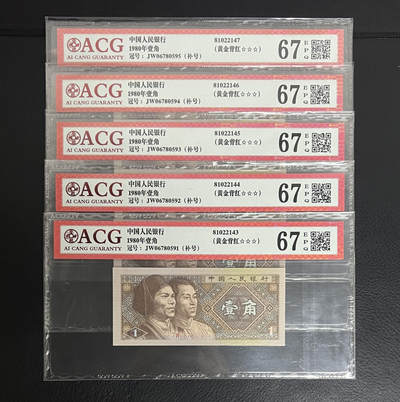 ACG
AI CANG GUARANTY
中国人民银行
1980年壹角
冠号：JW06780595（补号）
81022147
（黄金背红☆☆☆）
67
EPQ
ACG
AI CANG GUARANTY
中国人民银行
1980年壹角
冠号：JW06780594（补号）
81022146
（黄金背红☆☆☆）
67
EPQ
ACG
AI CANG GUARANTY
中国人民银行
1980年壹角
冠号：JW06780593（补号）
81022145
（黄金背红☆☆☆）
67
EPQ
ACG
AI CANG GUARANTY
中国人民银行
1980年壹角
冠号：JW06780592（补号）
81022144
（黄金背红☆☆☆）
67
EPQ
ACG
AI CANG GUARANTY
中国人民银行
1980年壹角
冠号：JW06780591（补号）
81022143
（黄金背红☆☆☆）
67
EPQ
中国人民银行
壹角
1
1